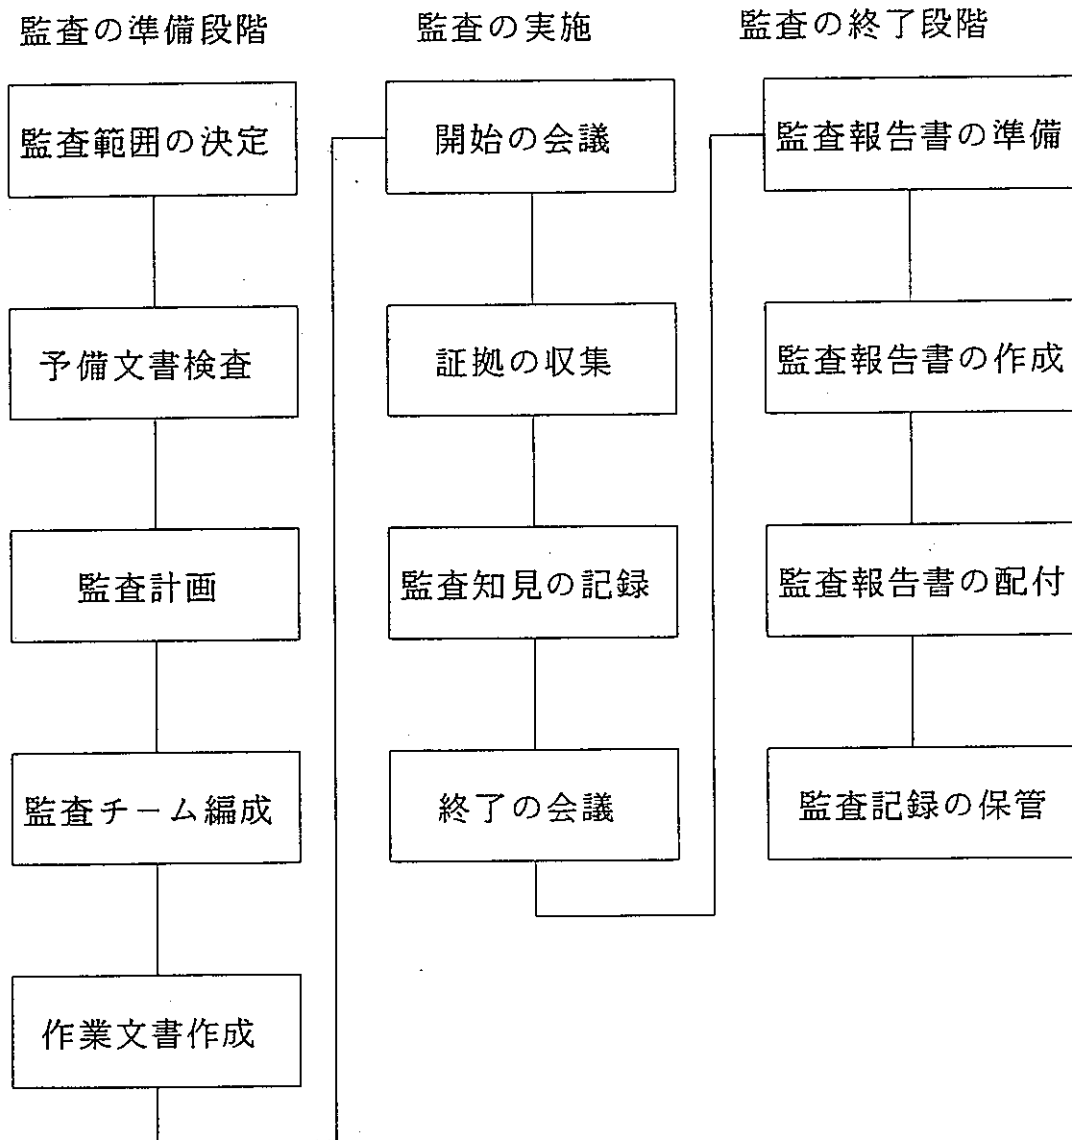 監査の準備段階
監査範囲の決定
予備文書検査
監査計画
監査チーム編成
作業文書作成
監査の実施
開始の会議
証拠の収集
監査知見の記録
終了の会議
監査の終了段階
監査報告書の準備
監査報告書の作成
監査報告書の配付
監査記録の保管